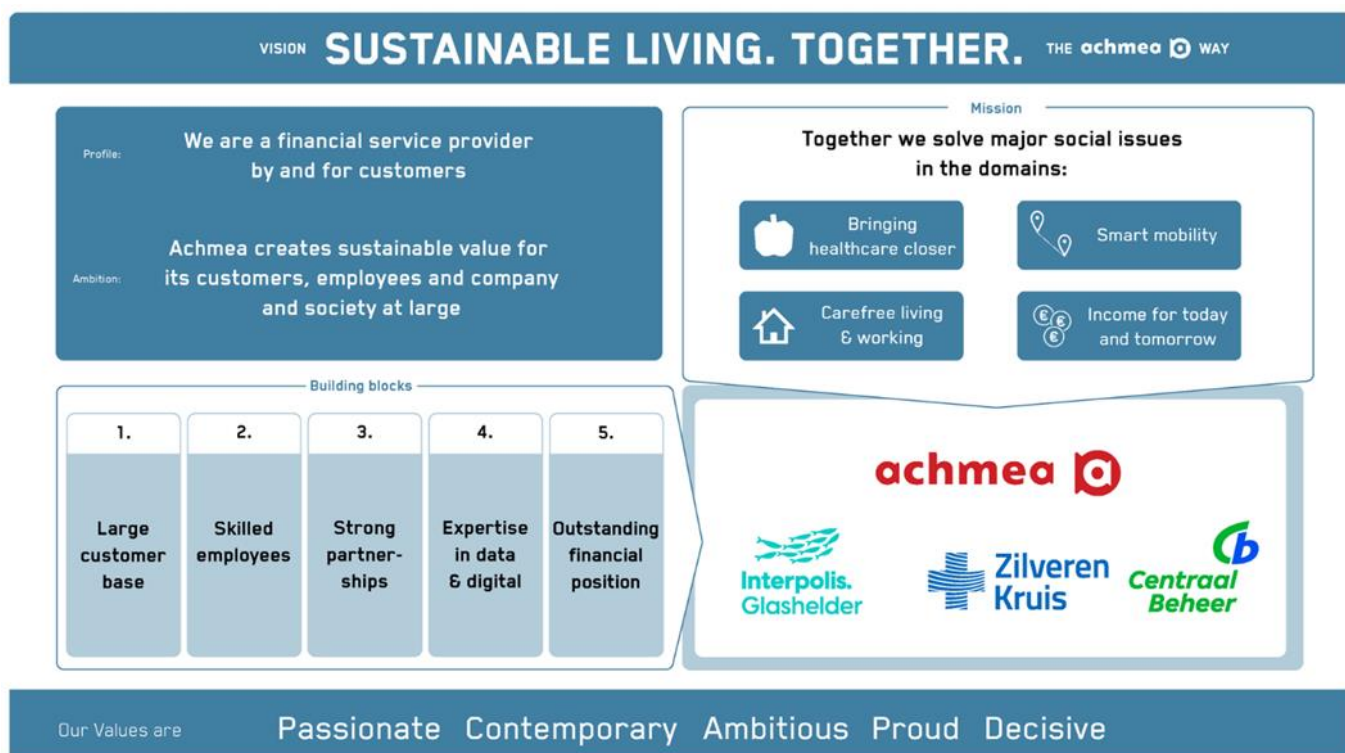 VISION SUSTAINABLE LIVING. TOGETHER. THE achmea WAY
Profile:
We are a financial service provider
by and for customers
Ambition:
Achmea creates sustainable value for
its customers, employees and company
and society at large
Mission
Together we solve major social issues
in the domains:
Bringing
healthcare closer
Smart mobility
Carefree living
& working
€ € €
Income for today
and tomorrow
Building blocks
1.
Large
customer
base
2.
Skilled
employees
3.
Strong
partner-
ships
4.
Expertise
in data
& digital
5.
Outstanding
financial
position
achmea
Interpolis.
Glashelder
Zilveren
Kruis
Cb
Centraal
Beheer
Our Values are Passionate Contemporary Ambitious Proud Decisive